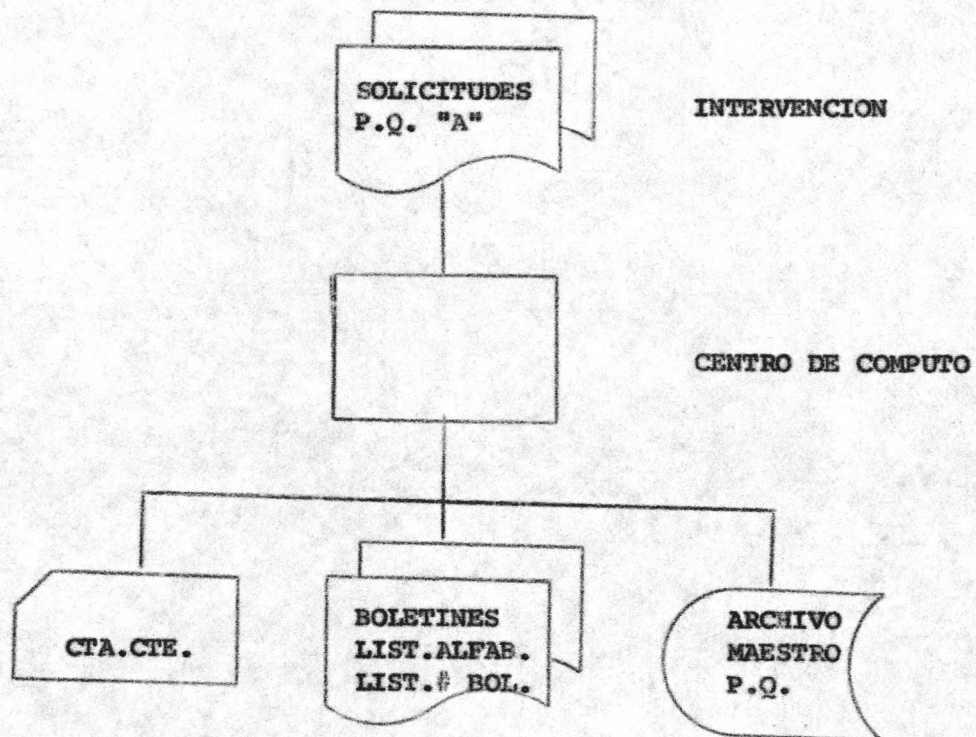 SOLICITUDES
P.Q. "A"
INTERVENCION
CENTRO DE COMPUTO
CTA.CTE.
BOLETINES
LIST.ALFAB.
LIST.# BOL.
ARCHIVO
MAESTRO
P.Q.